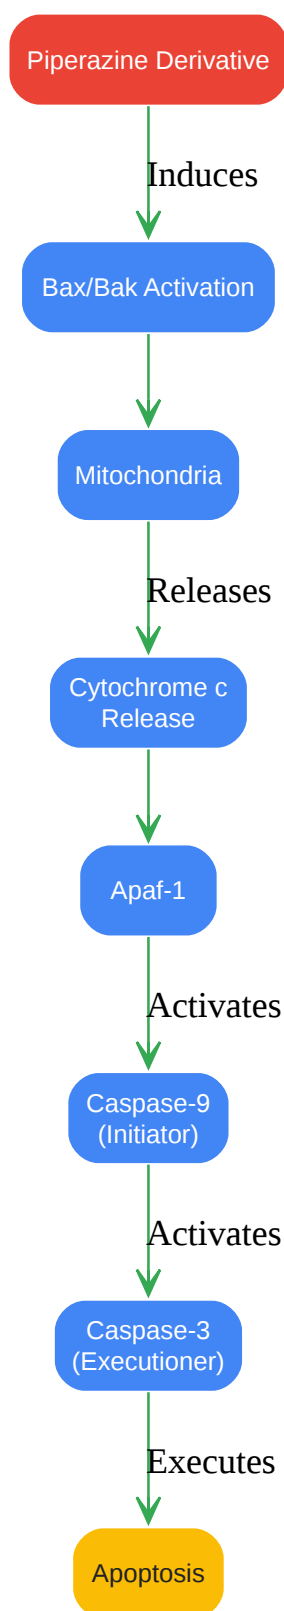 Piperazine Derivative
Induces
Bax/Bak Activation
Mitochondria
Releases
Cytochrome c
Release
Apaf-1
Activates
Caspase-9
(Initiator)
Activates
Caspase-3
(Executioner)
Executes
Apoptosis